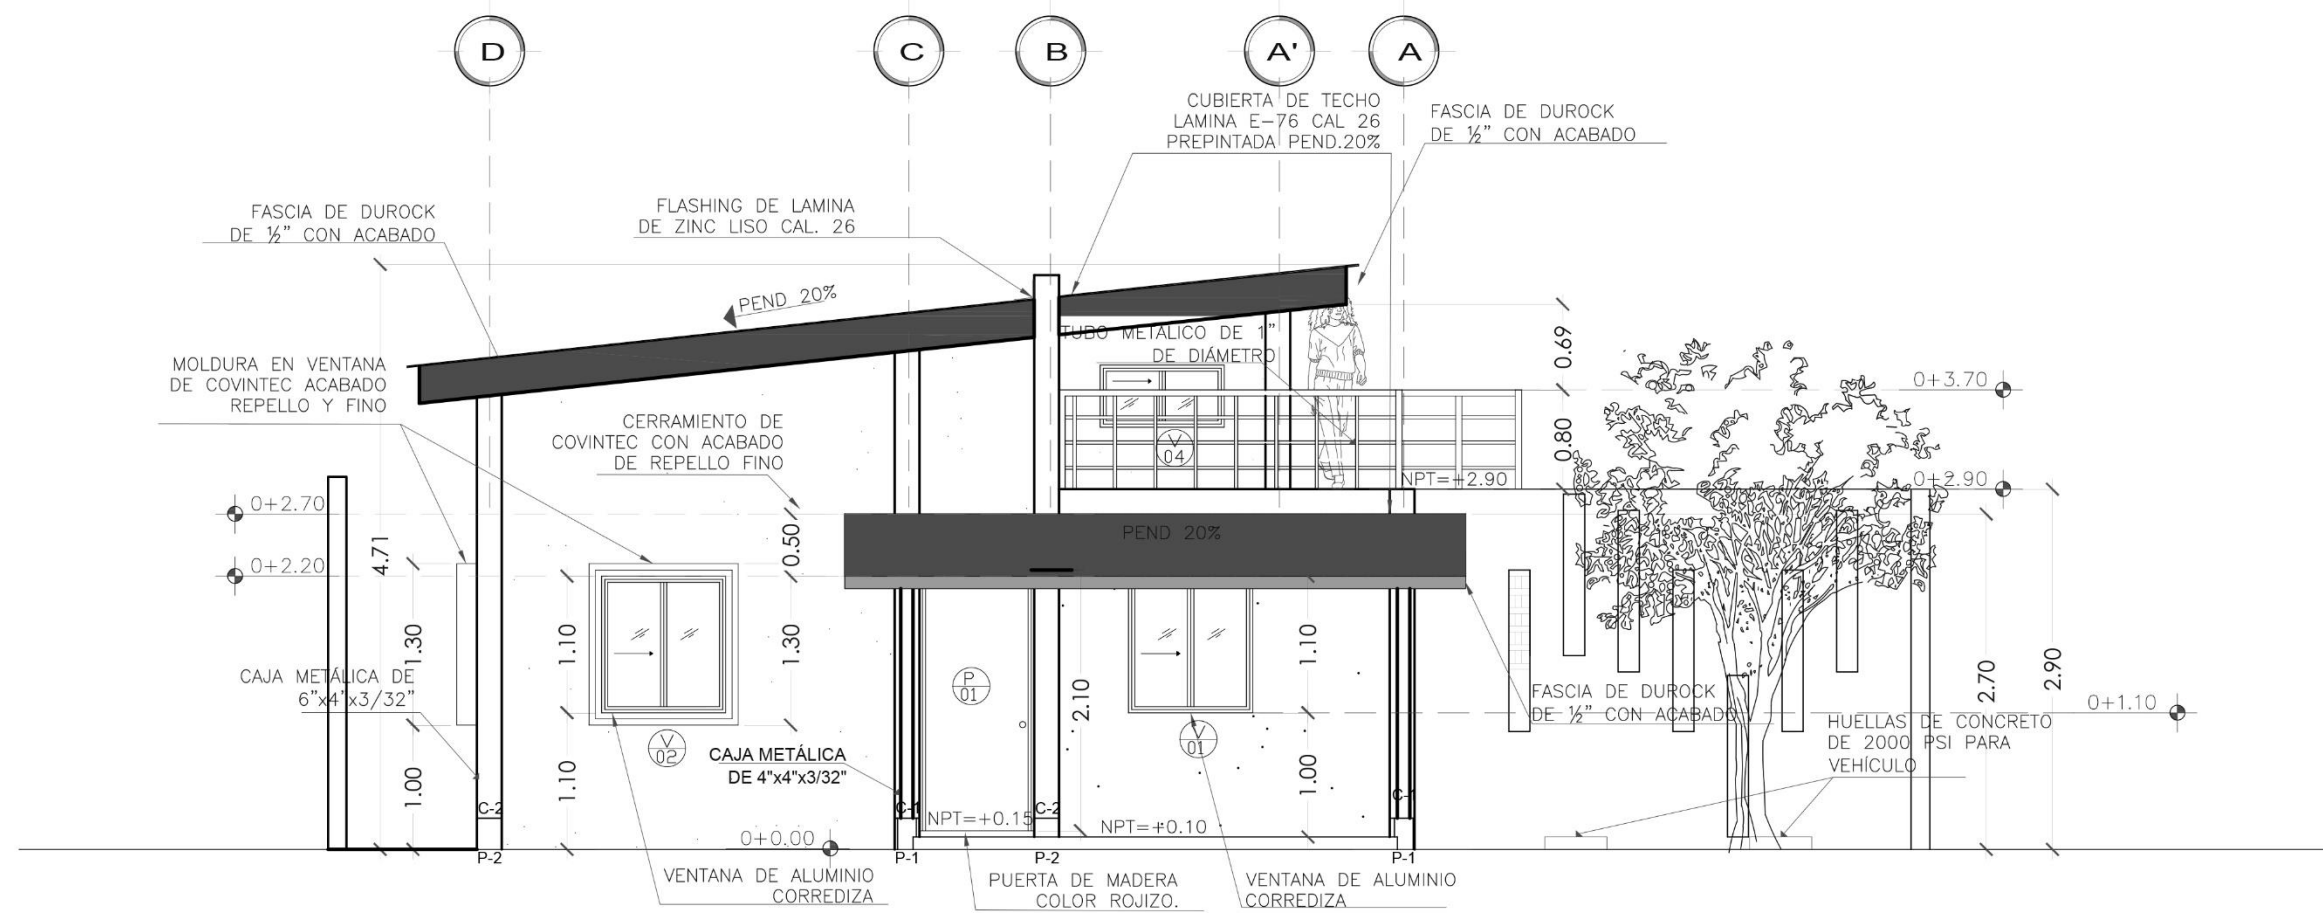 D
C
B
A'
A
CUBIERTA DE TECHO
LAMINA E-76 CAL 26
PREPINTADA PEND.20%
FASCIA DE DUROCK
DE ½" CON ACABADO
FLASHING DE LAMINA
DE ZINC LISO CAL. 26
FASCIA DE DUROCK
DE ½" CON ACABADO
PEND 20%
TUBO METÁLICO DE 1"
DE DIÁMETRO
0.69
MOLDURA EN VENTANA
DE COVINTEC ACABADO
REPELLO Y FINO
0+3.70
CERRAMIENTO DE
COVINTEC CON ACABADO
DE REPELLO FINO
0.80
V
04
NPT=+2.90
0+2.90
0+2.70
4.71
0.50
PEND 20%
0+2.20
1.30
1.10
1.30
1.10
CAJA METÁLICA DE
6"x4"x3/32"
P
01
2.10
2.70
2.90
FASCIA DE DUROCK
DE ½" CON ACABADO
0+1.10
HUELLAS DE CONCRETO
DE 2000 PSI PARA
VEHÍCULO
V
02
V
01
CAJA METÁLICA
DE 4"x4"x3/32"
1.00
1.10
1.00
C-2
C-1
C-2
C-1
NPT=+0.15
NPT=+0.10
0+0.00
P-2
P-1
P-2
P-1
VENTANA DE ALUMINIO
CORREDIZA
PUERTA DE MADERA
COLOR ROJIZO.
VENTANA DE ALUMINIO
CORREDIZA